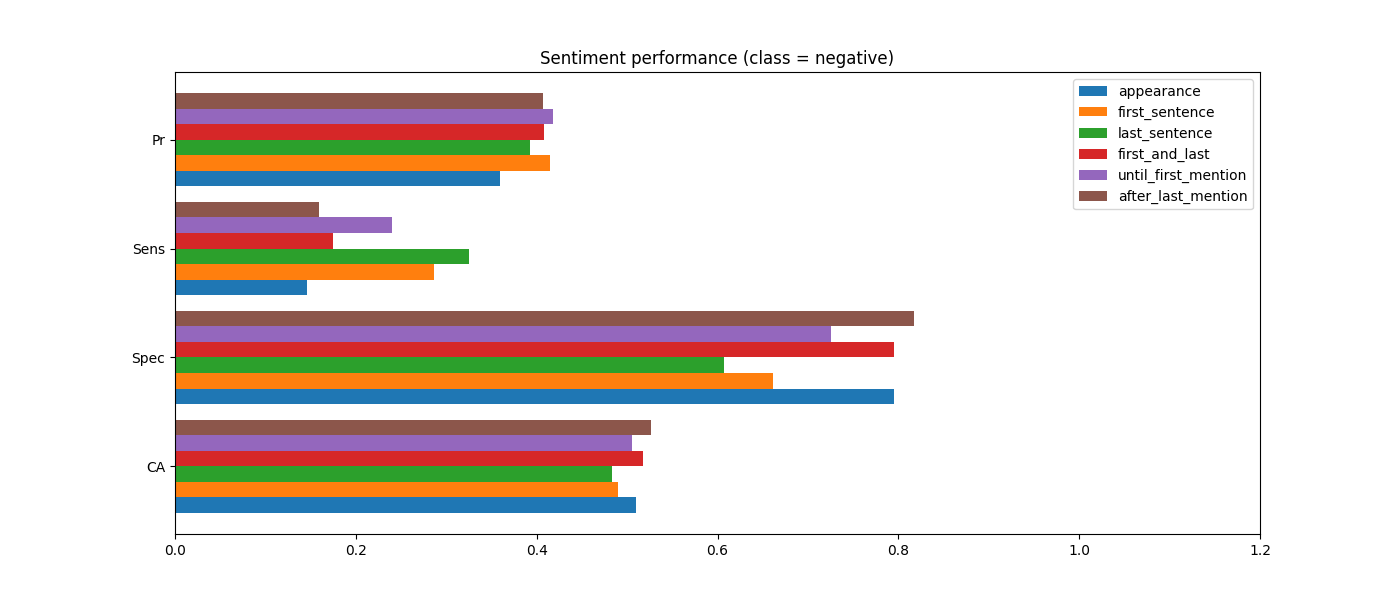 Sentiment performance (class = negative)
appearance
first_sentence
last_sentence
first_and_last
until_first_mention
after_last_mention
Pr
Sens
Spec
CA
0.0 0.2 0.4 0.6 0.8 1.0 1.2